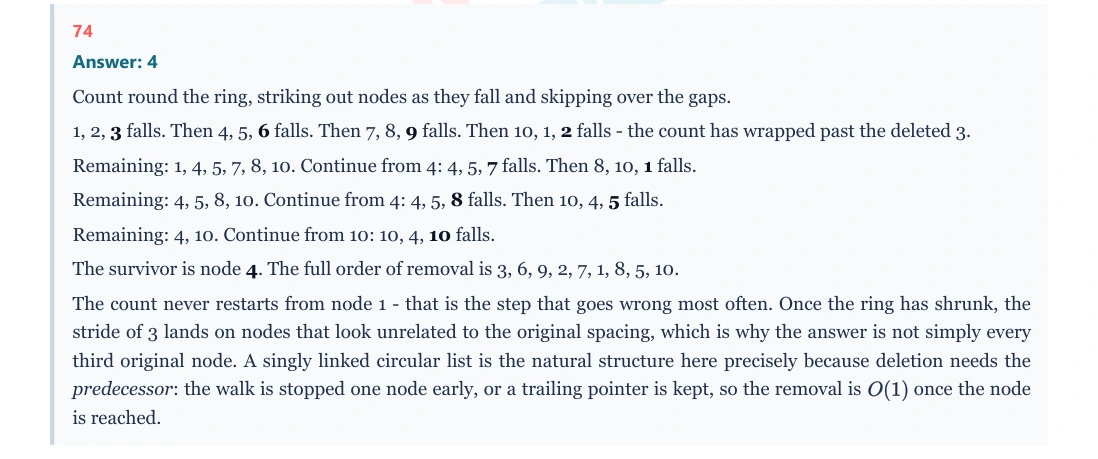 74
Answer: 4
Count round the ring, striking out nodes as they fall and skipping over the gaps.
1, 2, 3 falls. Then 4, 5, 6 falls. Then 7, 8, 9 falls. Then 10, 1, 2 falls - the count has wrapped past the deleted 3.
Remaining: 1, 4, 5, 7, 8, 10. Continue from 4: 4, 5, 7 falls. Then 8, 10, 1 falls.
Remaining: 4, 5, 8, 10. Continue from 4: 4, 5, 8 falls. Then 10, 4, 5 falls.
Remaining: 4, 10. Continue from 10: 10, 4, 10 falls.
The survivor is node 4. The full order of removal is 3, 6, 9, 2, 7, 1, 8, 5, 10.
The count never restarts from node 1 - that is the step that goes wrong most often. Once the ring has shrunk, the
stride of 3 lands on nodes that look unrelated to the original spacing, which is why the answer is not simply every
third original node. A singly linked circular list is the natural structure here precisely because deletion needs the
predecessor: the walk is stopped one node early, or a trailing pointer is kept, so the removal is O(1) once the node
is reached.